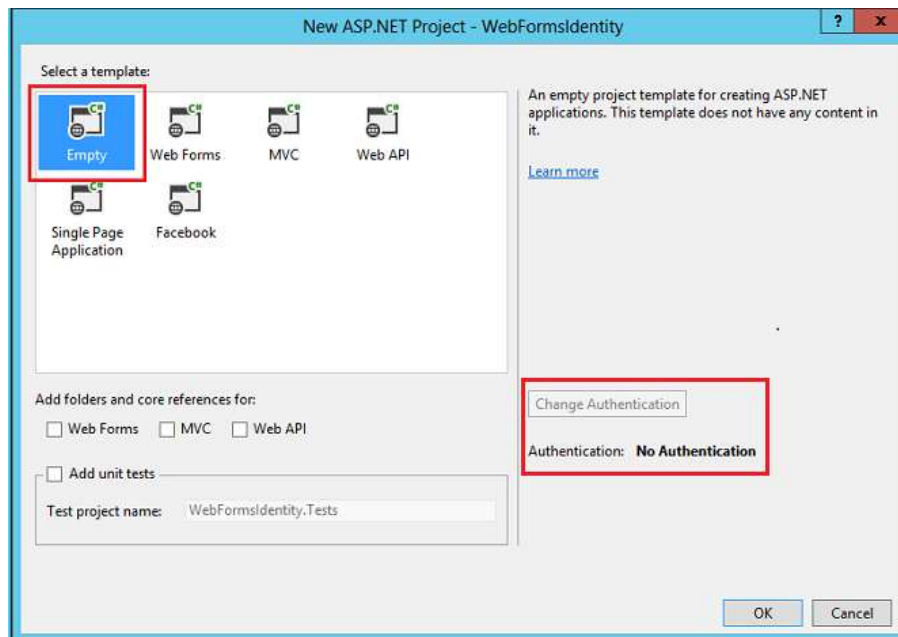 New ASP.NET Project - WebFormsIdentity
?
x
Select a template:
C#
C#
C#
C#
Empty
Web Forms
MVC
Web API
C#
C#
Single Page
Application
Facebook
An empty project template for creating ASP.NET
applications. This template does not have any content in
it.
Learn more
Add folders and core references for:
Web Forms
MVC
Web API
Add unit tests
Test project name:
WebFormsIdentity.Tests
Change Authentication
Authentication: No Authentication
OK
Cancel